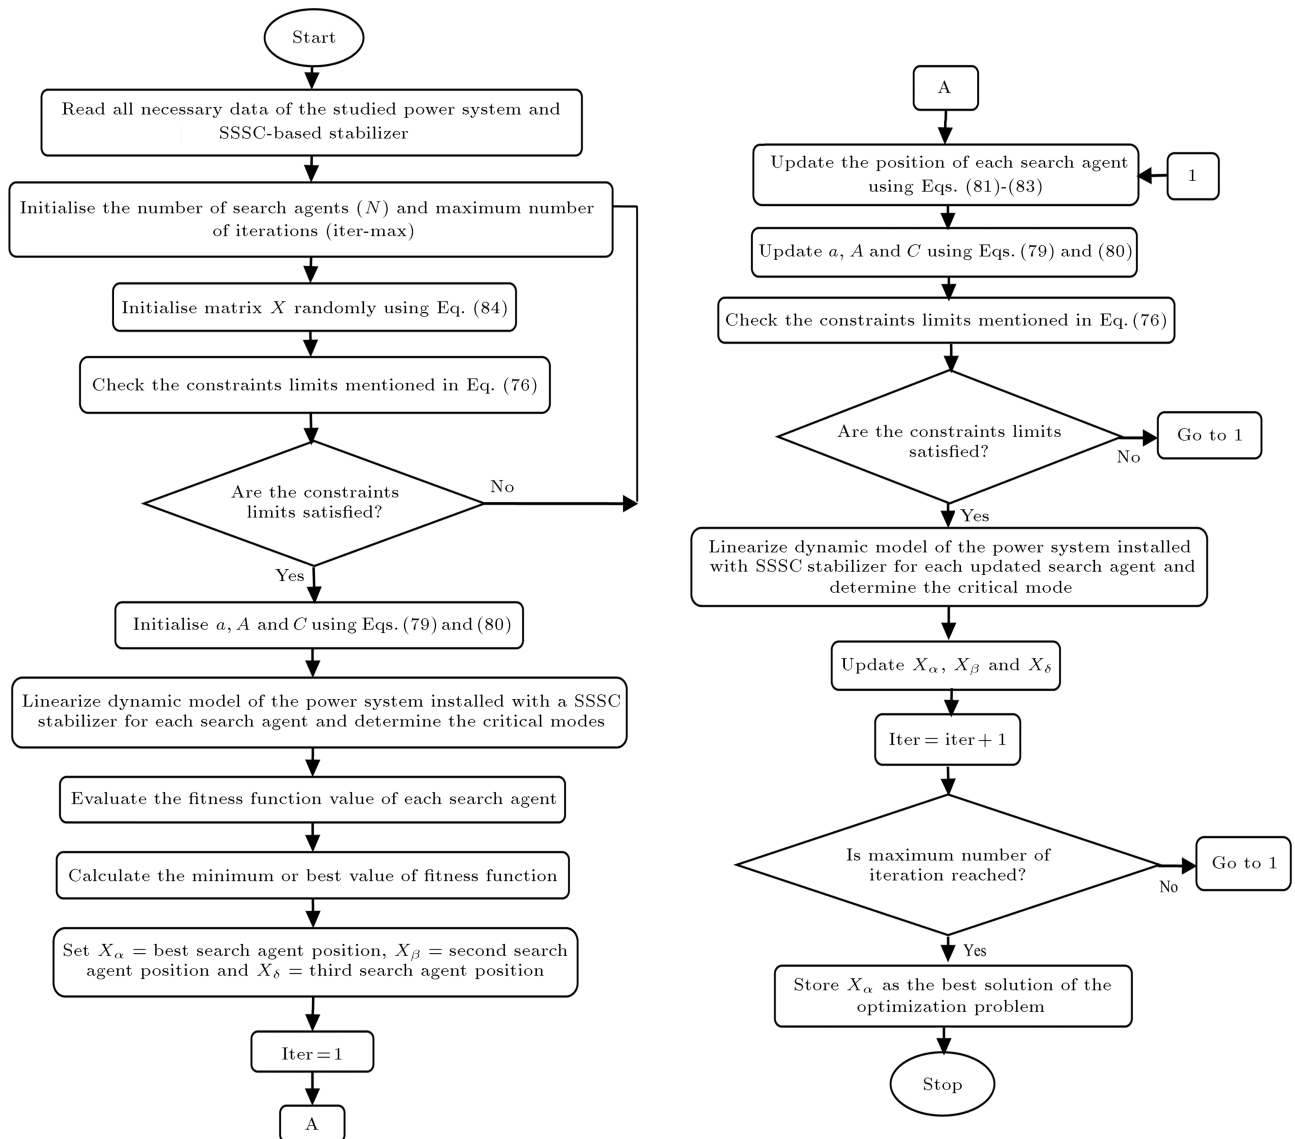 Start
Read all necessary data of the studied power system and
SSSC-based stabilizer
Initialise the number of search agents (N) and maximum number
of iterations (iter-max)
Initialise matrix X randomly using Eq. (84)
Check the constraints limits mentioned in Eq. (76)
Are the constraints
limits satisfied?
No
Yes
Initialise a, A and C using Eqs. (79) and (80)
Linearize dynamic model of the power system installed with a SSSC
stabilizer for each search agent and determine the critical modes
Evaluate the fitness function value of each search agent
Calculate the minimum or best value of fitness function
Set Xα = best search agent position, Xβ = second search
agent position and Xδ = third search agent position
Iter = 1
A
A
Update the position of each search agent
using Eqs. (81)-(83)
1
Update a, A and C using Eqs. (79) and (80)
Check the constraints limits mentioned in Eq. (76)
Are the constraints limits
satisfied?
No
Go to 1
Yes
Linearize dynamic model of the power system installed
with SSSC stabilizer for each updated search agent and
determine the critical mode
Update Xα, Xβ and Xδ
Iter = iter + 1
Is maximum number of
iteration reached?
No
Go to 1
Yes
Store Xα as the best solution of the
optimization problem
Stop